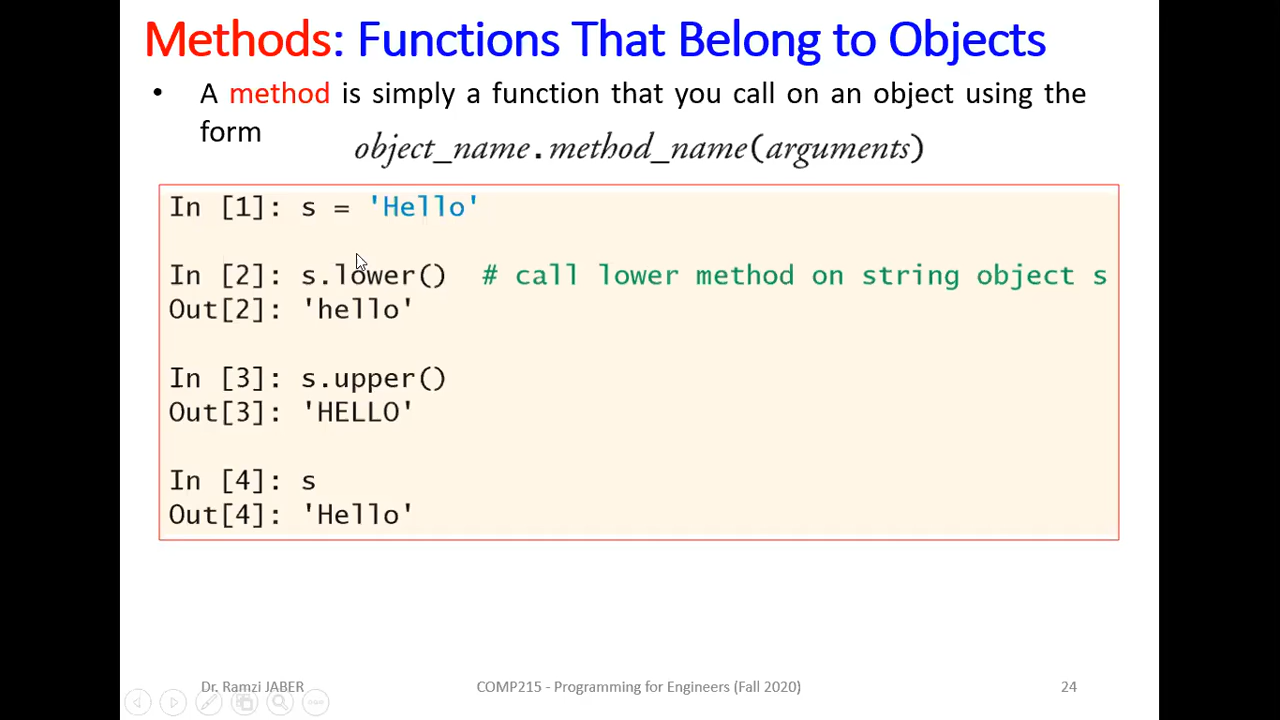 Methods: Functions That Belong to Objects
• A method is simply a function that you call on an object using the
form
object_name.method_name(arguments)
In [1]: s = 'Hello'
In [2]: s.lower()  # call lower method on string object s
Out[2]: 'hello'
In [3]: s.upper()
Out[3]: 'HELLO'
In [4]: s
Out[4]: 'Hello'
Dr. Ramzi JABER
COMP215 - Programming for Engineers (Fall 2020)
24